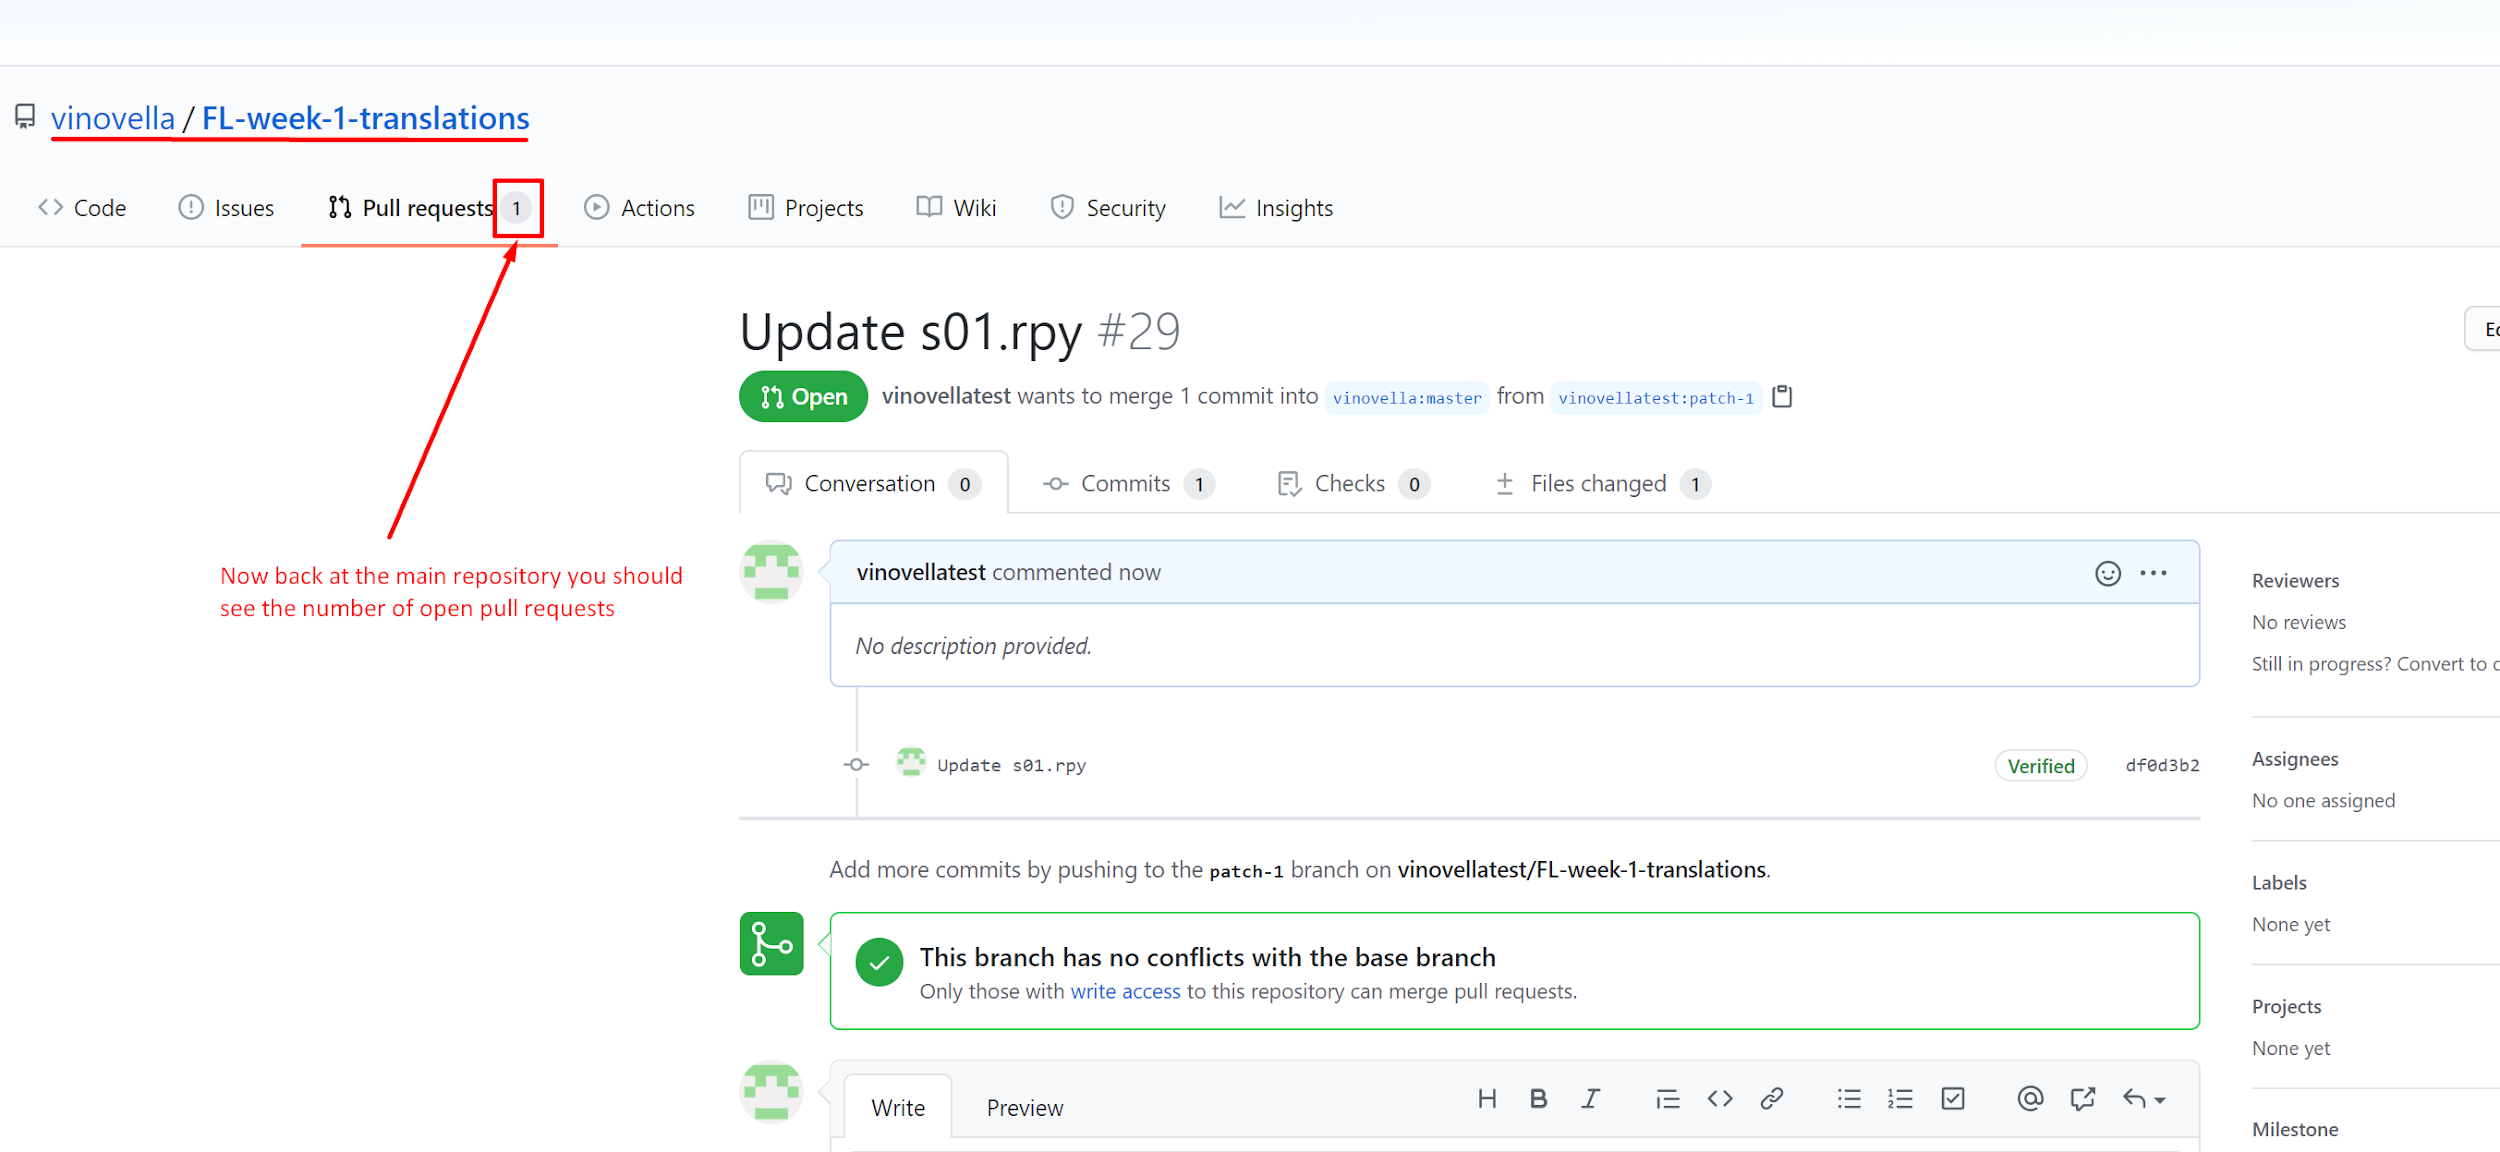 vinovella / FL-week-1-translations
Code Issues Pull requests 1 Actions Projects Wiki Security Insights
Update s01.rpy #29
Open vinovellatest wants to merge 1 commit into vinovella:master from vinovellatest:patch-1
Conversation 0 Commits 1 Checks 0 Files changed 1
Now back at the main repository you should
see the number of open pull requests
vinovellatest commented now
No description provided.
Update s01.rpy Verified df0d3b2
Add more commits by pushing to the patch-1 branch on vinovellatest/FL-week-1-translations.
This branch has no conflicts with the base branch
Only those with write access to this repository can merge pull requests.
Write Preview
Reviewers
No reviews
Still in progress? Convert to
Assignees
No one assigned
Labels
None yet
Projects
None yet
Milestone